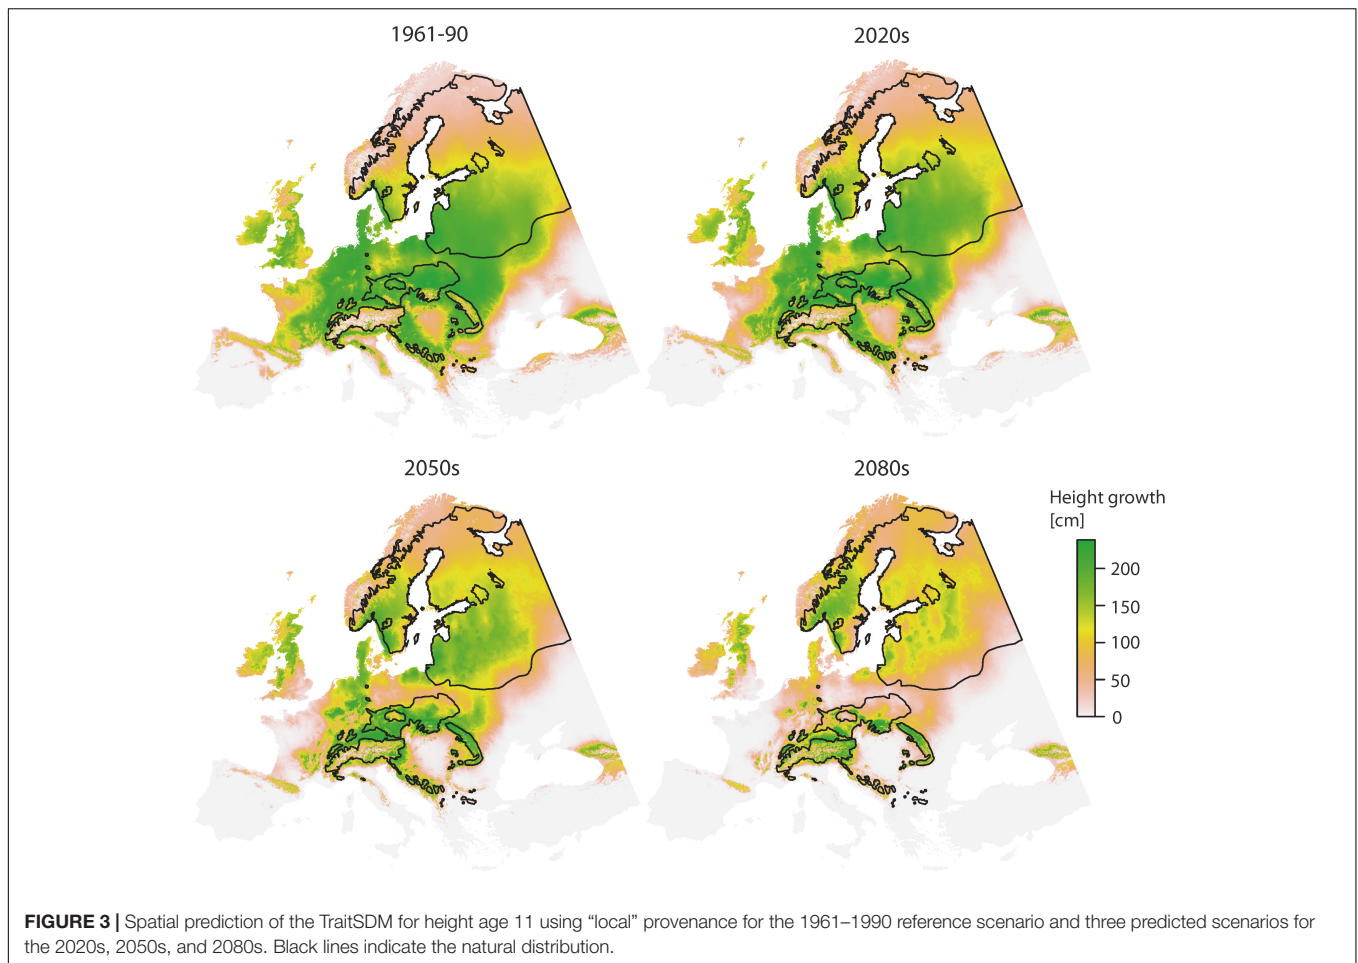 1961-90
2020s
2050s
2080s
Height growth
[cm]
200
150
100
50
0
FIGURE 3 | Spatial prediction of the TraitSDM for height age 11 using “local” provenance for the 1961–1990 reference scenario and three predicted scenarios for
the 2020s, 2050s, and 2080s. Black lines indicate the natural distribution.